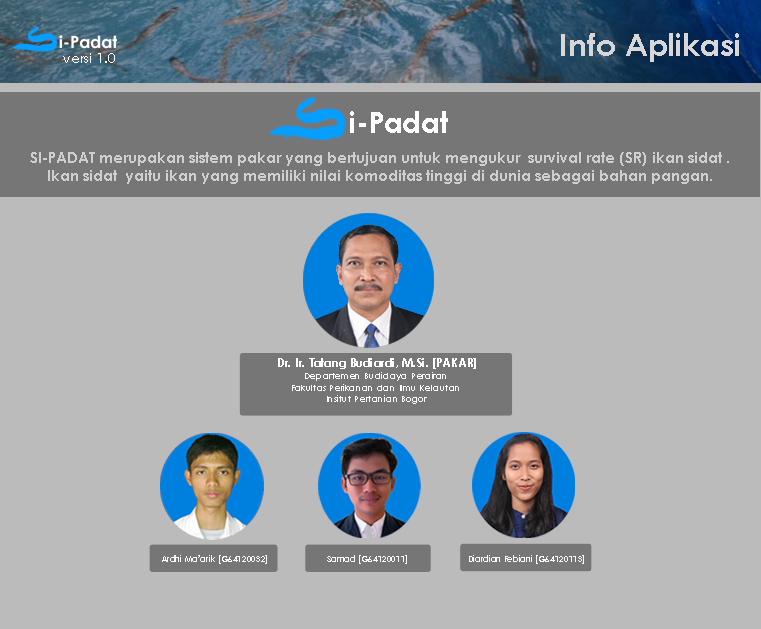 Si-Padat
versi 1.0
Info Aplikasi
Si-Padat
SI-PADAT merupakan sistem pakar yang bertujuan untuk mengukur survival rate (SR) ikan sidat .
Ikan sidat yaitu ikan yang memiliki nilai komoditas tinggi di dunia sebagai bahan pangan.
Dr. Ir. Tatang Budiardi, M.Si. [PAKAR]
Departemen Budidaya Perairan
Fakultas Perikanan dan Ilmu Kelautan
Insitut Pertanian Bogor
Ardhi Ma'arik [G64120032]
Samad [G64120011]
Diardian Febiani [G64120113]